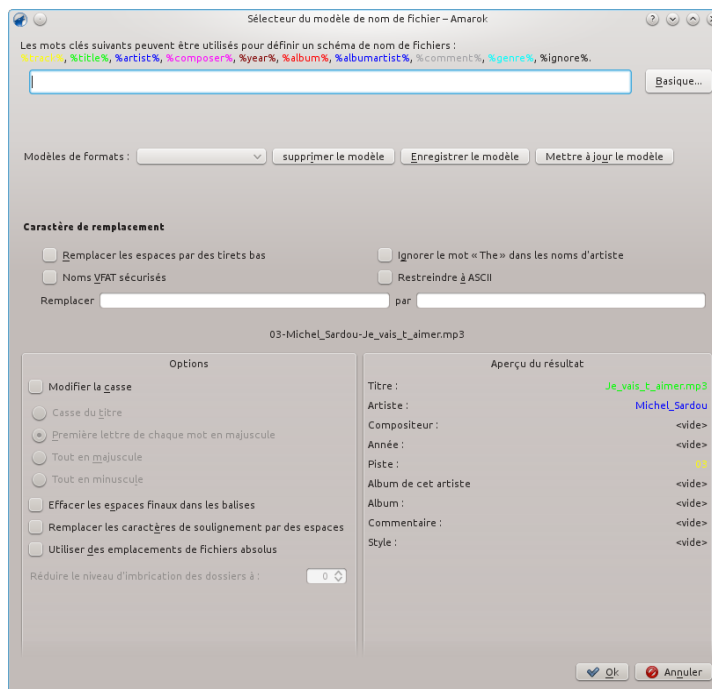 Sélecteur du modèle de nom de fichier – Amarok
Les mots clés suivants peuvent être utilisés pour définir un schéma de nom de fichiers :
%title%, %artist%, %composer%, %year%, %album%, %albumartist%, %comment%, %genre%, %ignore%.
Basique...
Modèles de formats : supprimer le modèle Enregistrer le modèle Mettre à jour le modèle
Caractère de remplacement
Remplacer les espaces par des tirets bas Ignorer le mot « The » dans les noms d'artiste
Noms VFAT sécurisés Restreindre à ASCII
Remplacer par
03-Michel_Sardou-Je_vais_t_aimer.mp3
Options
Modifier la casse
Casse du titre
Première lettre de chaque mot en majuscule
Tout en majuscule
Tout en minuscule
Effacer les espaces finaux dans les balises
Remplacer les caractères de soulignement par des espaces
Utiliser des emplacements de fichiers absolus
Réduire le niveau d'imbrication des dossiers à : 0
Aperçu du résultat
Titre : Je_vais_t_aimer.mp3
Artiste : Michel_Sardou
Compositeur : <vide>
Année : <vide>
Piste : 03
Album de cet artiste <vide>
Album : <vide>
Commentaire : <vide>
Style : <vide>
Ok Annuler